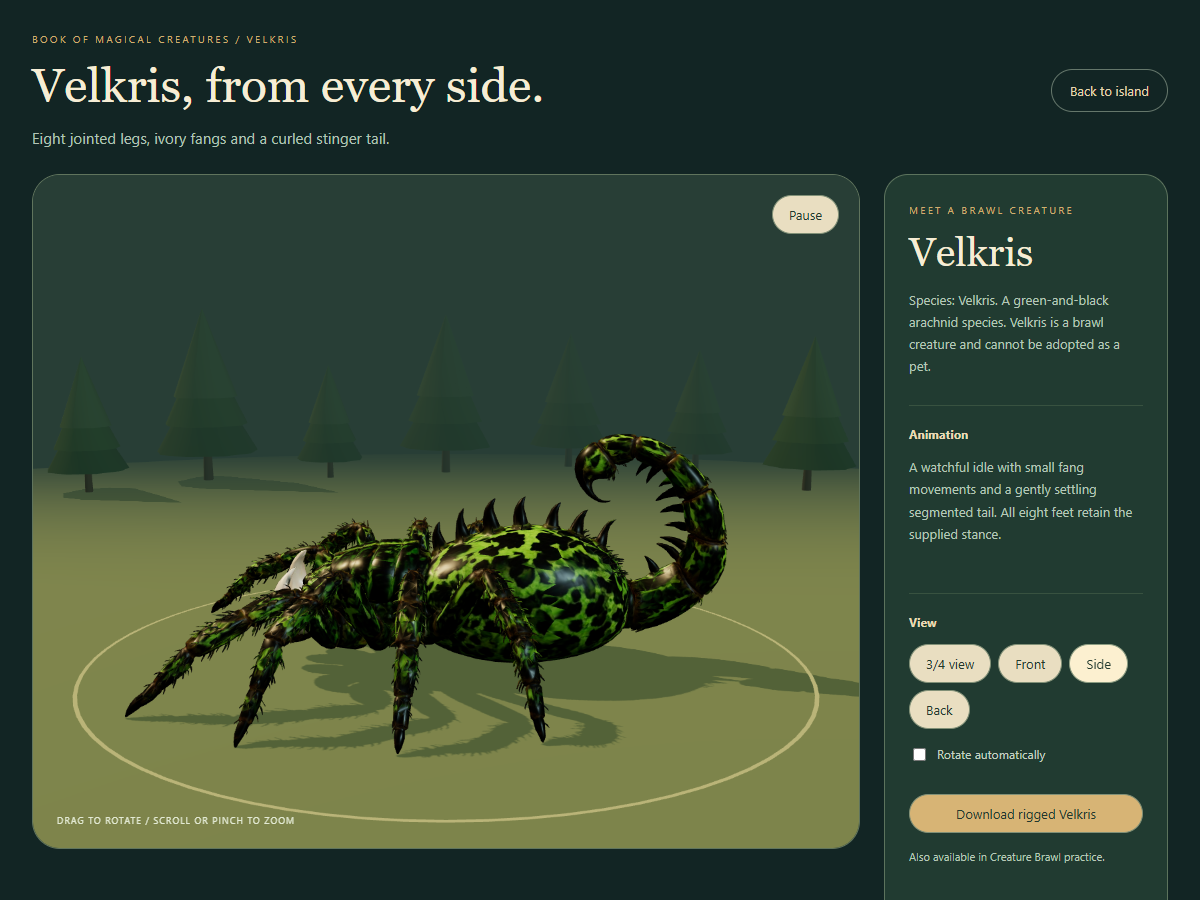 BOOK OF MAGICAL CREATURES / VELKRIS
Velkris, from every side.
Eight jointed legs, ivory fangs and a curled stinger tail.
Back to island
Pause
DRAG TO ROTATE / SCROLL OR PINCH TO ZOOM
MEET A BRAWL CREATURE
Velkris
Species: Velkris. A green-and-black
arachnid species. Velkris is a brawl
creature and cannot be adopted as a
pet.
Animation
A watchful idle with small fang
movements and a gently settling
segmented tail. All eight feet retain the
supplied stance.
View
3/4 view
Front
Side
Back
Rotate automatically
Download rigged Velkris
Also available in Creature Brawl practice.